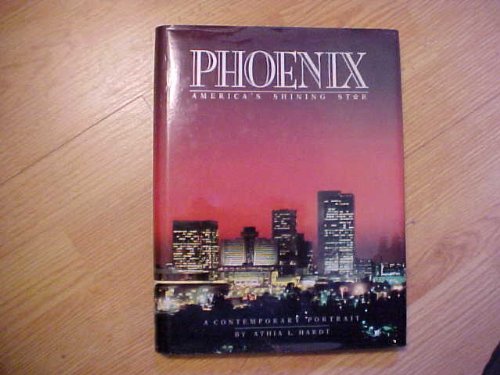 PHOENIX
AMERICA'S SHINING STAR
A CONTEMPORARY PORTRAIT
BY ATHIA L. HARDT